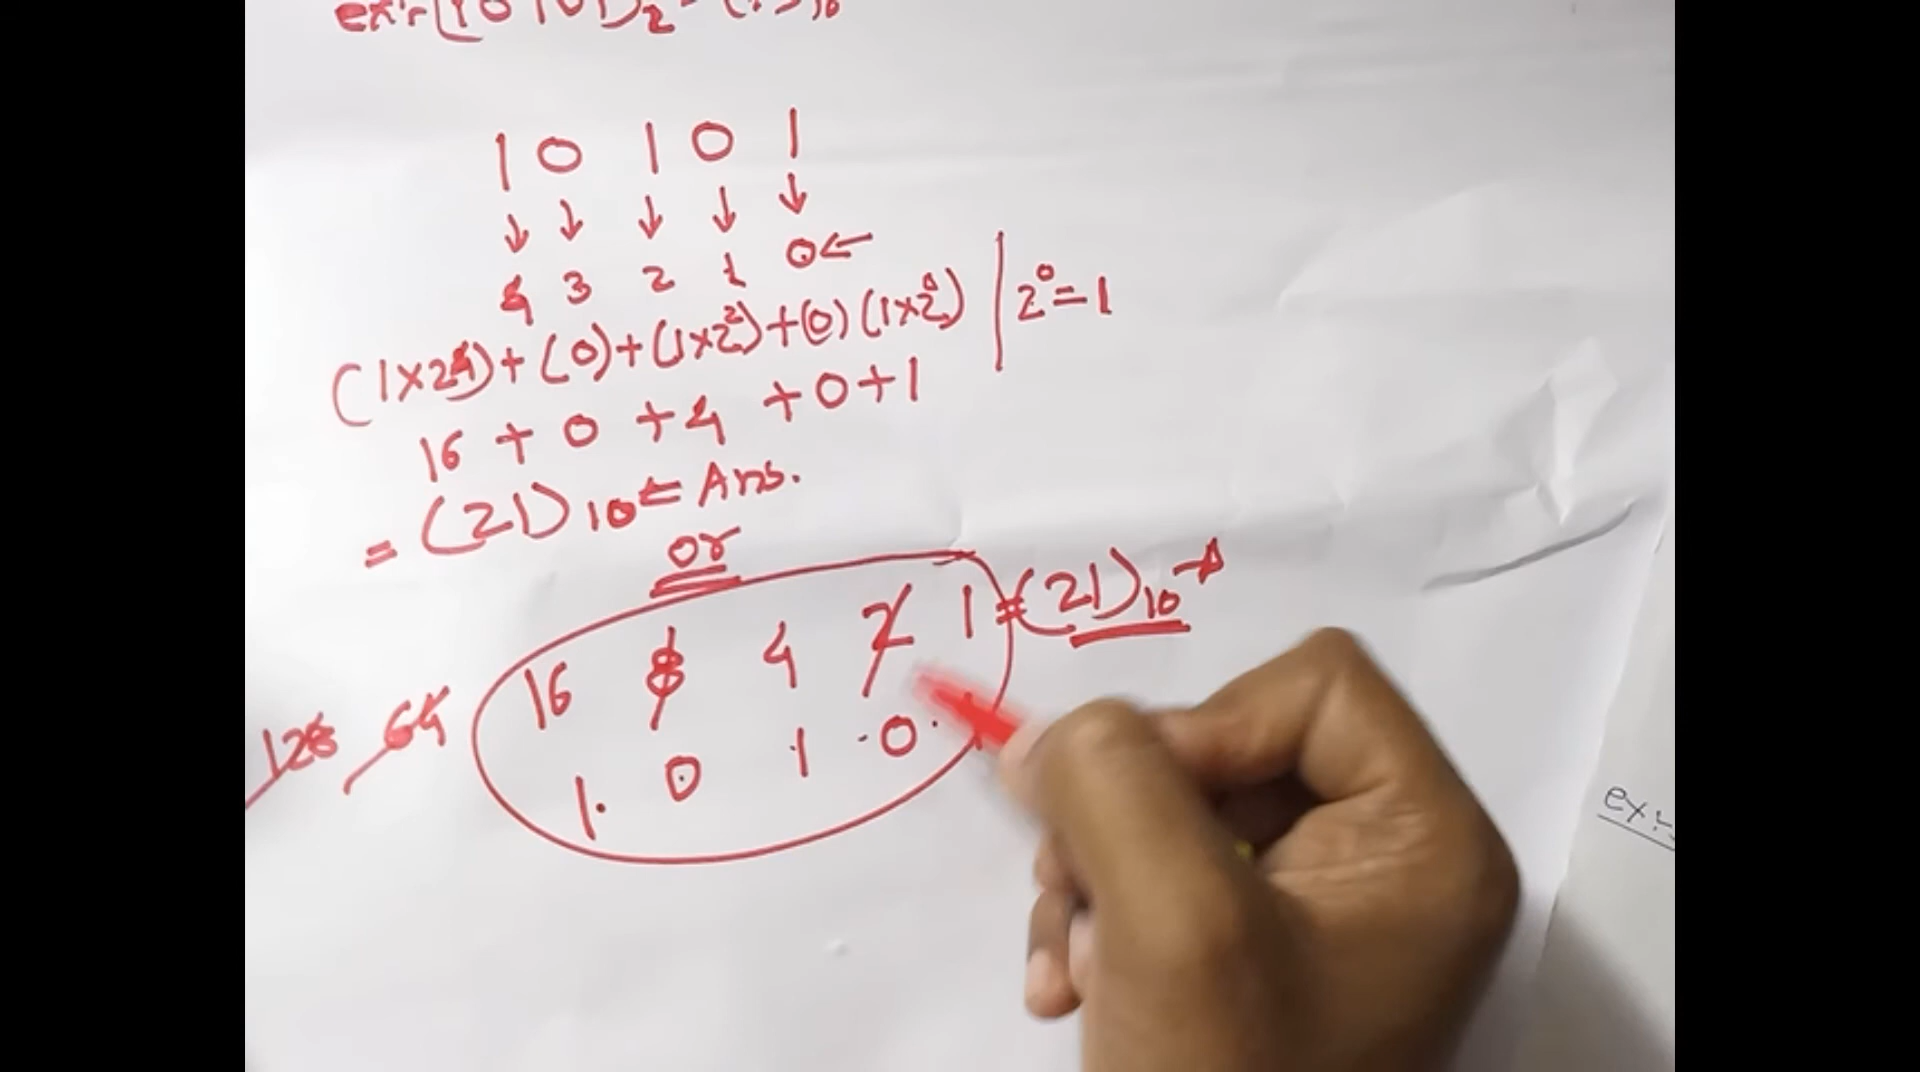 1 0 1 0 1
↓ ↓ ↓ ↓ ↓
4 3 2 1 0←
(1×2⁴)+(0)+(1×2²)+(0)(1×2⁰) | 2⁰=1
16 + 0 + 4 + 0 + 1
= (21)₁₀ ← Ans.
or
128 64 16 8 4 2 1 = (21)₁₀
1 0 1 0
ex:-